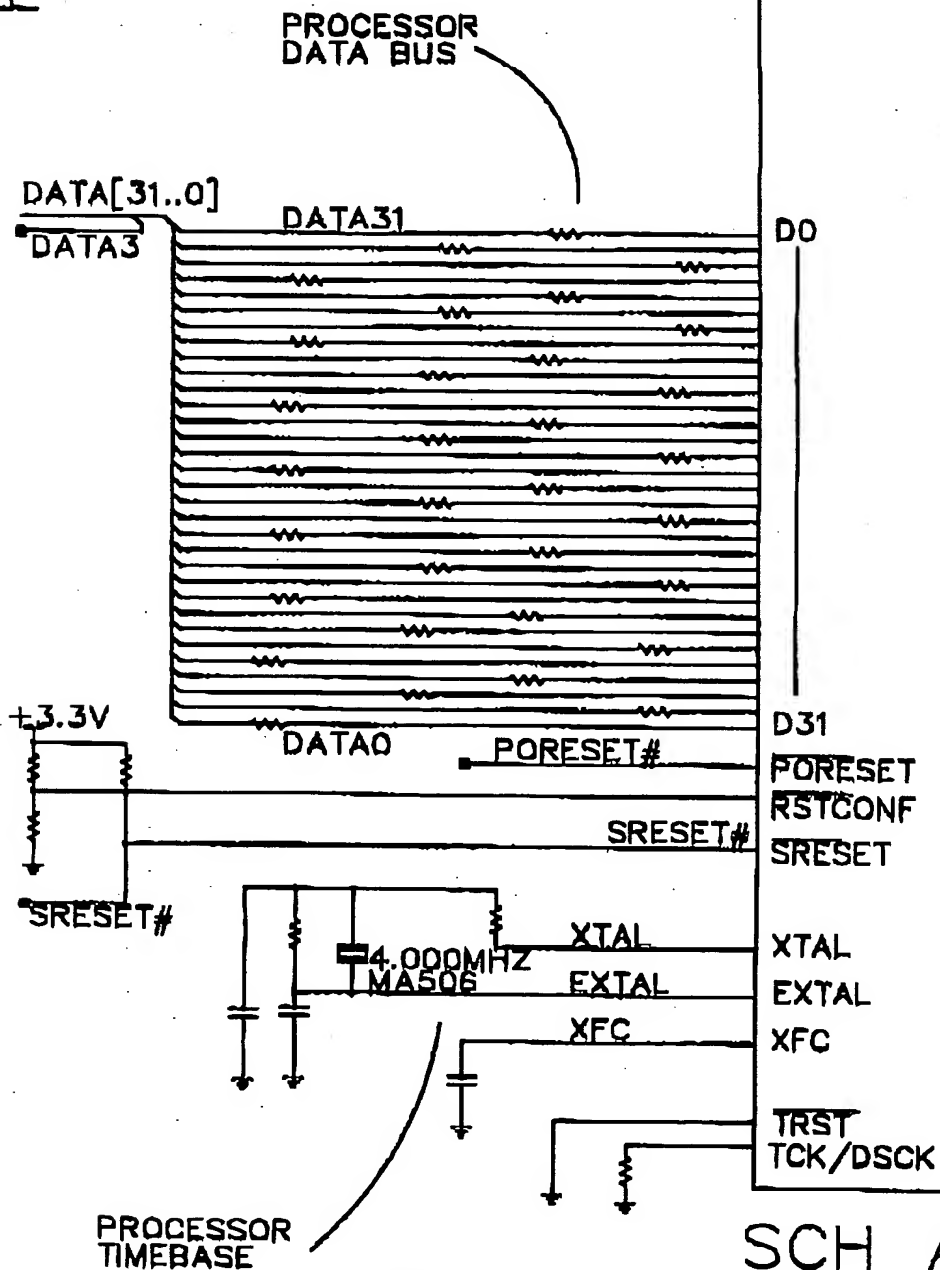 PROCESSOR
DATA BUS
DATA[31..0]
DATA3
DATA31
D0
+3.3V
DATA0
D31
PORESET#
PORESET
RSTCONF
SRESET#
SRESET
SRESET#
XTAL
XTAL
4.000MHZ
MA506
EXTAL
EXTAL
XFC
XFC
TRST
TCK/DSCK
PROCESSOR
TIMEBASE
SCH